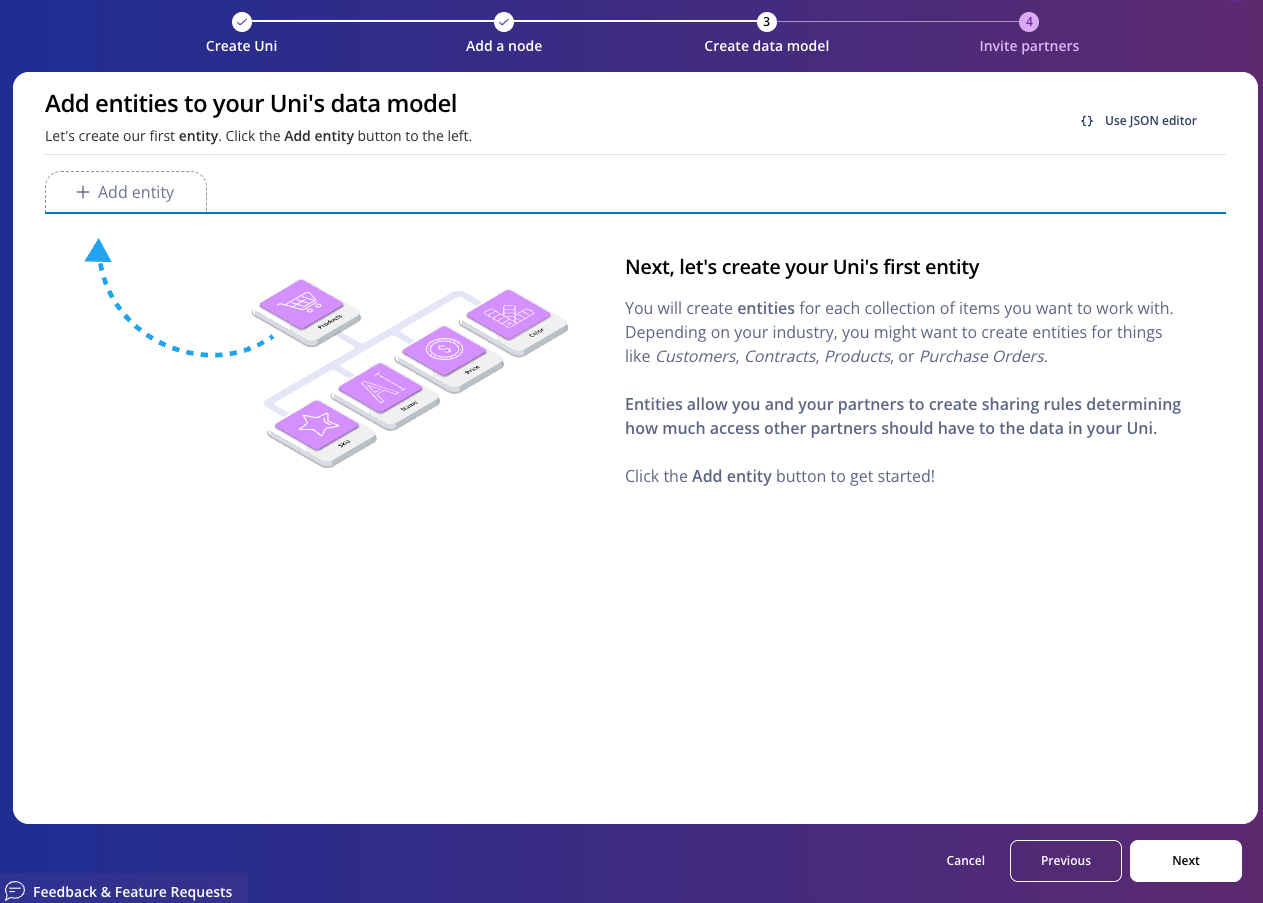 Create Uni
Add a node
3
Create data model
4
Invite partners
Add entities to your Uni's data model
Let's create our first entity. Click the Add entity button to the left.
{} Use JSON editor
+ Add entity
Products
Color
$
Price
Status
SKU
Next, let's create your Uni's first entity
You will create entities for each collection of items you want to work with.
Depending on your industry, you might want to create entities for things
like Customers, Contracts, Products, or Purchase Orders.
Entities allow you and your partners to create sharing rules determining
how much access other partners should have to the data in your Uni.
Click the Add entity button to get started!
Cancel
Previous
Next
Feedback & Feature Requests